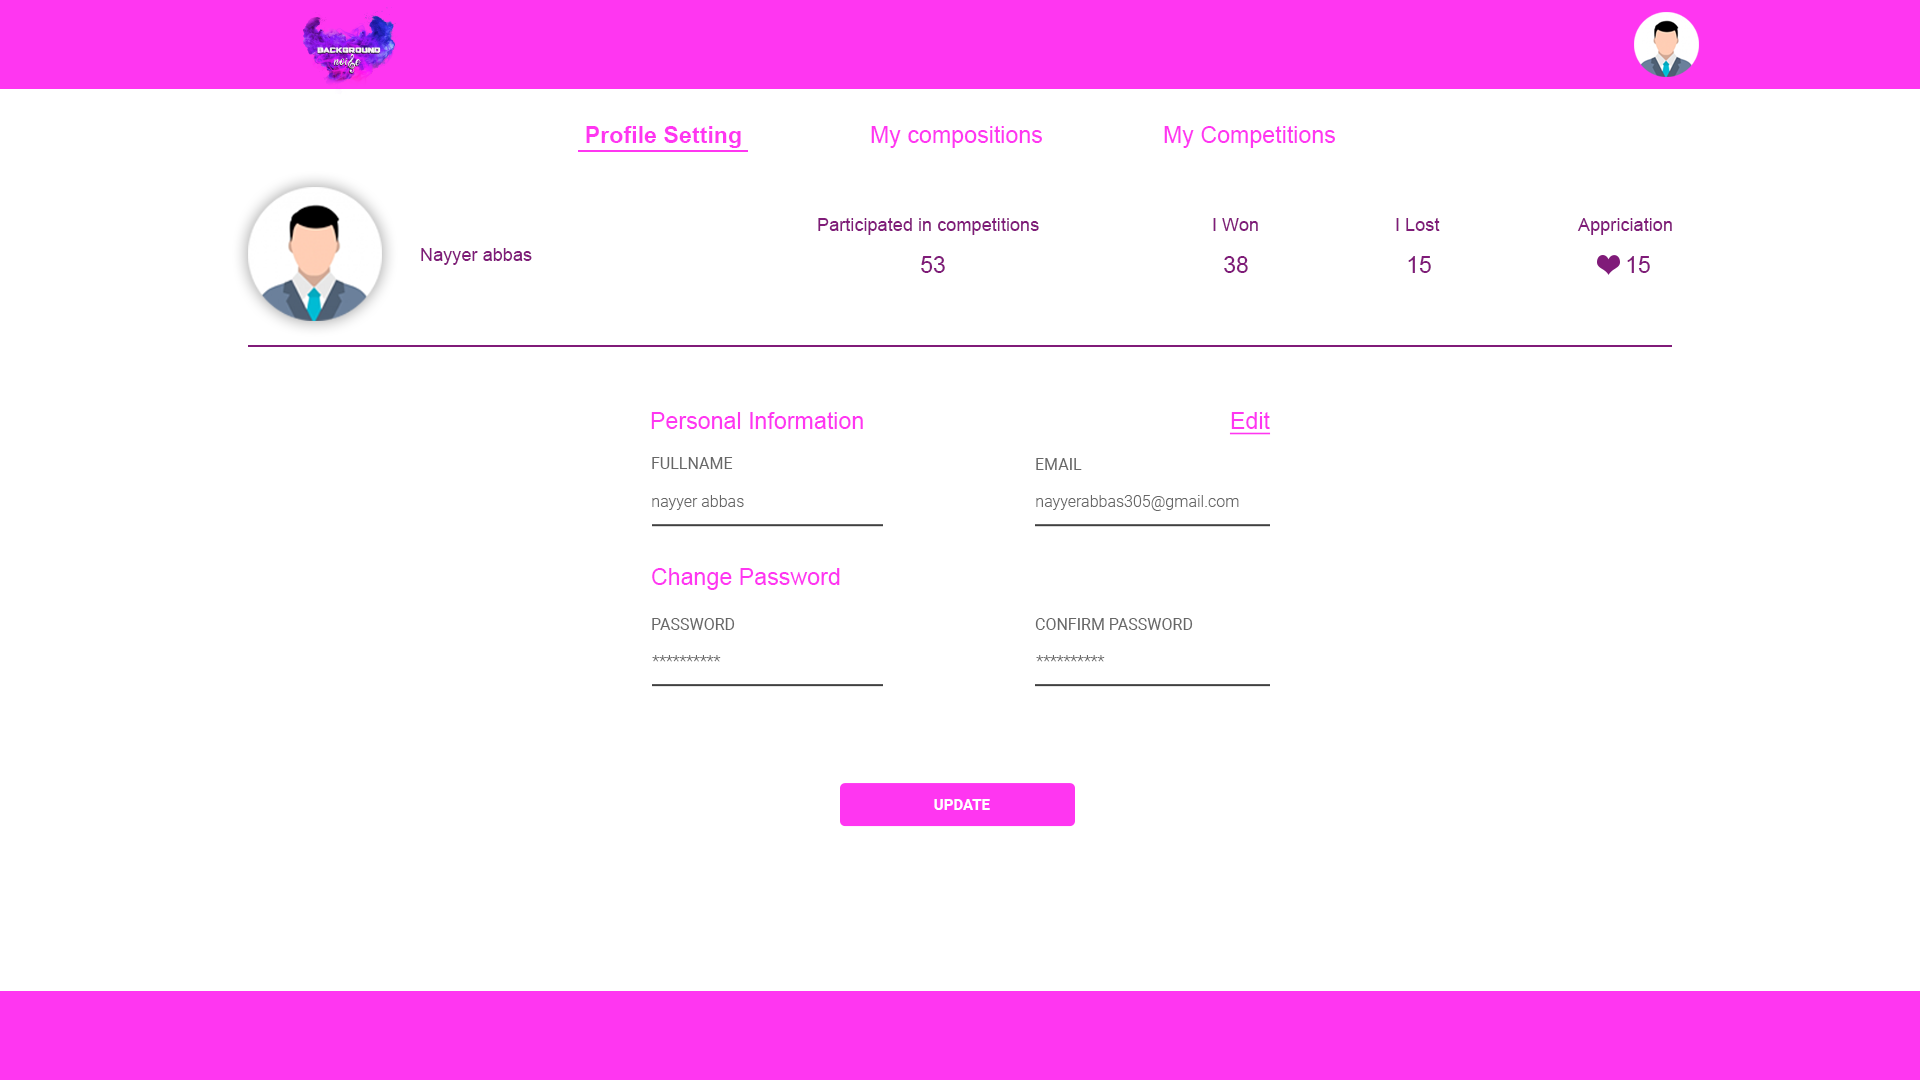 BACKGROUND
noize
Profile Setting
My compositions
My Competitions
Nayyer abbas
Participated in competitions
53
I Won
38
I Lost
15
Appriciation
15
Personal Information
Edit
FULLNAME
EMAIL
nayyer abbas
nayyerabbas305@gmail.com
Change Password
PASSWORD
CONFIRM PASSWORD
**********
**********
UPDATE